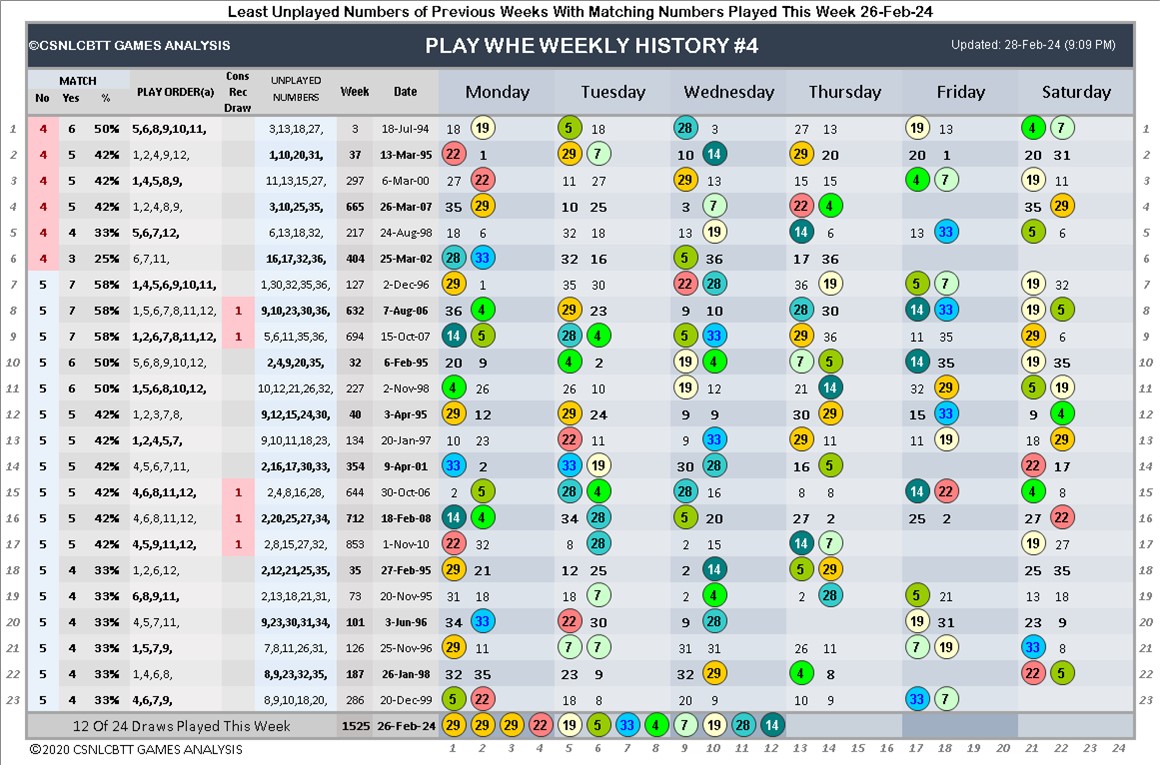 Least Unplayed Numbers of Previous Weeks With Matching Numbers Played This Week 26-Feb-24
©CSNLCBTT GAMES ANALYSIS PLAY WHE WEEKLY HISTORY #4 Updated: 28-Feb-24 (9:09 PM)
MATCH No Yes % PLAY ORDER(a) Cons Rec Draw UNPLAYED NUMBERS Week Date Monday Tuesday Wednesday Thursday Friday Saturday
1 4 6 50% 5,6,8,9,10,11, 3,13,18,27, 3 18-Jul-94 18 19 5 18 28 3 27 13 19 13 4 7 1
2 4 5 42% 1,2,4,9,12, 1,10,20,31, 37 13-Mar-95 22 1 29 7 10 14 29 20 20 1 20 31 2
3 4 5 42% 1,4,5,8,9, 11,13,15,27, 297 6-Mar-00 27 22 11 27 29 13 15 15 4 7 19 11 3
4 4 5 42% 1,2,4,8,9, 3,10,25,35, 665 26-Mar-07 35 29 10 25 3 7 22 4 35 29 4
5 4 4 33% 5,6,7,12, 6,13,18,32, 217 24-Aug-98 18 6 32 18 13 19 14 6 13 33 5 6 5
6 4 3 25% 6,7,11, 16,17,32,36, 404 25-Mar-02 28 33 32 16 5 36 17 36 6
7 5 7 58% 1,4,5,6,9,10,11, 1,30,32,35,36, 127 2-Dec-96 29 1 35 30 22 28 36 19 5 7 19 32 7
8 5 7 58% 1,5,6,7,8,11,12, 1 9,10,23,30,36, 632 7-Aug-06 36 4 29 23 9 10 28 30 14 33 19 5 8
9 5 7 58% 1,2,6,7,8,11,12, 1 5,6,11,35,36, 694 15-Oct-07 14 5 28 4 5 33 29 36 11 35 29 6 9
10 5 6 50% 5,6,8,9,10,12, 2,4,9,20,35, 32 6-Feb-95 20 9 4 2 19 4 7 5 14 35 19 35 10
11 5 6 50% 1,5,6,8,10,12, 10,12,21,26,32, 227 2-Nov-98 4 26 26 10 19 12 21 14 32 29 5 19 11
12 5 5 42% 1,2,3,7,8, 9,12,15,24,30, 40 3-Apr-95 29 12 29 24 9 9 30 29 15 33 9 4 12
13 5 5 42% 1,2,4,5,7, 9,10,11,18,23, 134 20-Jan-97 10 23 22 11 9 33 29 11 11 19 18 29 13
14 5 5 42% 4,5,6,7,11, 2,16,17,30,33, 354 9-Apr-01 33 2 33 19 30 28 16 5 22 17 14
15 5 5 42% 4,6,8,11,12, 1 2,4,8,16,28, 644 30-Oct-06 2 5 28 4 28 16 8 8 14 22 4 8 15
16 5 5 42% 4,6,8,11,12, 1 2,20,25,27,34, 712 18-Feb-08 14 4 34 28 5 20 27 2 25 2 27 22 16
17 5 5 42% 4,5,9,11,12, 1 2,8,15,27,32, 853 1-Nov-10 22 32 8 28 2 15 14 7 19 27 17
18 5 4 33% 1,2,6,12, 2,12,21,25,35, 35 27-Feb-95 29 21 12 25 2 14 5 29 25 35 18
19 5 4 33% 6,8,9,11, 2,13,18,21,31, 73 20-Nov-95 31 18 18 7 2 4 2 28 5 21 13 18 19
20 5 4 33% 4,5,7,11, 9,23,30,31,34, 101 3-Jun-96 34 33 22 30 9 28 19 31 23 9 20
21 5 4 33% 1,5,7,9, 7,8,11,26,31, 126 25-Nov-96 29 11 7 7 31 31 26 11 7 19 33 8 21
22 5 4 33% 1,4,6,8, 8,9,23,32,35, 187 26-Jan-98 32 35 23 9 32 29 4 8 22 5 22
23 5 4 33% 4,6,7,9, 8,9,10,18,20, 286 20-Dec-99 5 22 18 8 20 9 10 9 33 7 23
12 Of 24 Draws Played This Week 1525 26-Feb-24 29 29 29 22 19 5 33 4 7 19 28 14
©2020 CSNLCBTT GAMES ANALYSIS 1 2 3 4 5 6 7 8 9 10 11 12 13 14 15 16 17 18 19 20 21 22 23 24